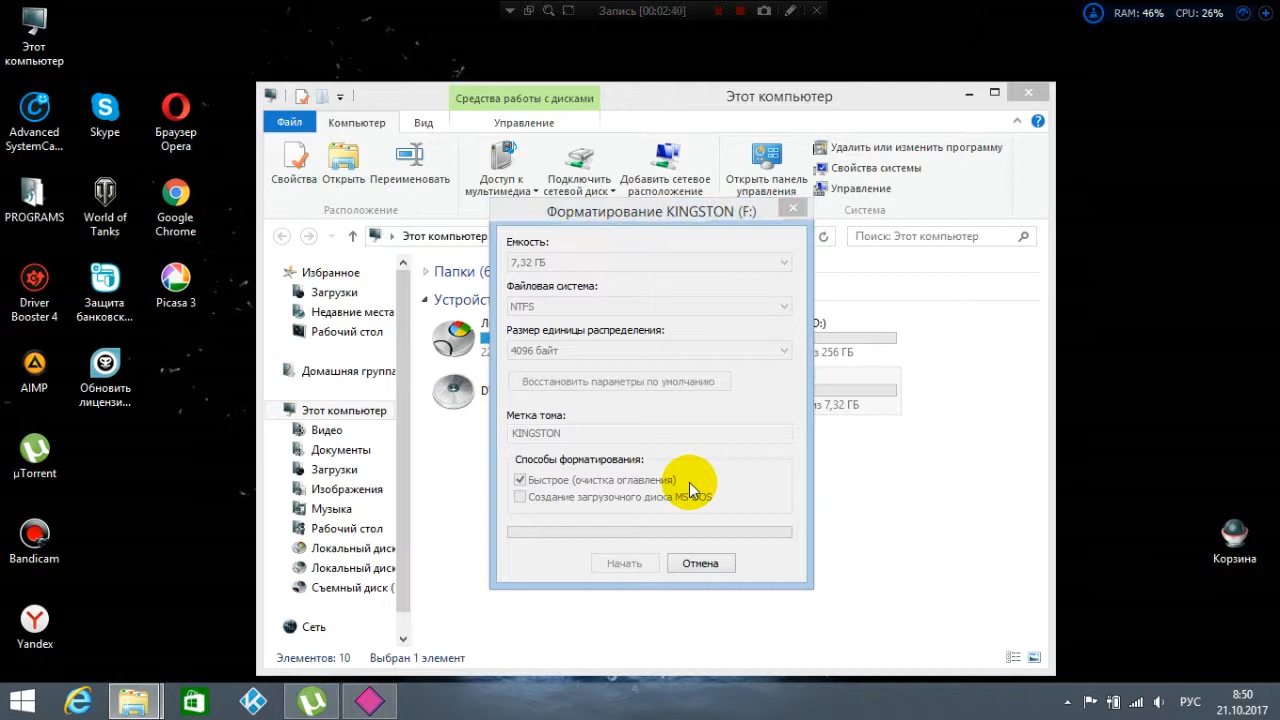 Запись [00:02:40]
RAM: 46% CPU: 26%
Этот
компьютер
Advanced
SystemCa...
Skype
Браузер
Opera
PROGRAMS
World of
Tanks
Google
Chrome
Driver
Booster 4
Защита
банковск...
Picasa 3
AIMP
Обновить
лицензи...
µTorrent
Bandicam
Yandex
Корзина
Средства работы с дисками
Этот компьютер
Файл
Компьютер
Вид
Управление
Свойства
Открыть
Переименовать
Доступ к
мультимедиа
Подключить
сетевой диск
Добавить сетевое
расположение
Открыть панель
управления
Удалить или изменить программу
Свойства системы
Управление
Расположение
Система
Этот компьютер
Поиск: Этот компьютер
Избранное
Загрузки
Недавние места
Рабочий стол
Домашняя группа
Этот компьютер
Видео
Документы
Загрузки
Изображения
Музыка
Рабочий стол
Локальный диск
Локальный диск
Съемный диск (
Сеть
Папки (6
Устройст
D:)
из 256 ГБ
из 7,32 ГБ
Форматирование KINGSTON (F:)
Емкость:
7,32 ГБ
Файловая система:
NTFS
Размер единицы распределения:
4096 байт
Восстановить параметры по умолчанию
Метка тома:
KINGSTON
Способы форматирования:
Быстрое (очистка оглавления)
Создание загрузочного диска MS-DOS
Начать
Отмена
Элементов: 10
Выбран 1 элемент
РУС
8:50
21.10.2017